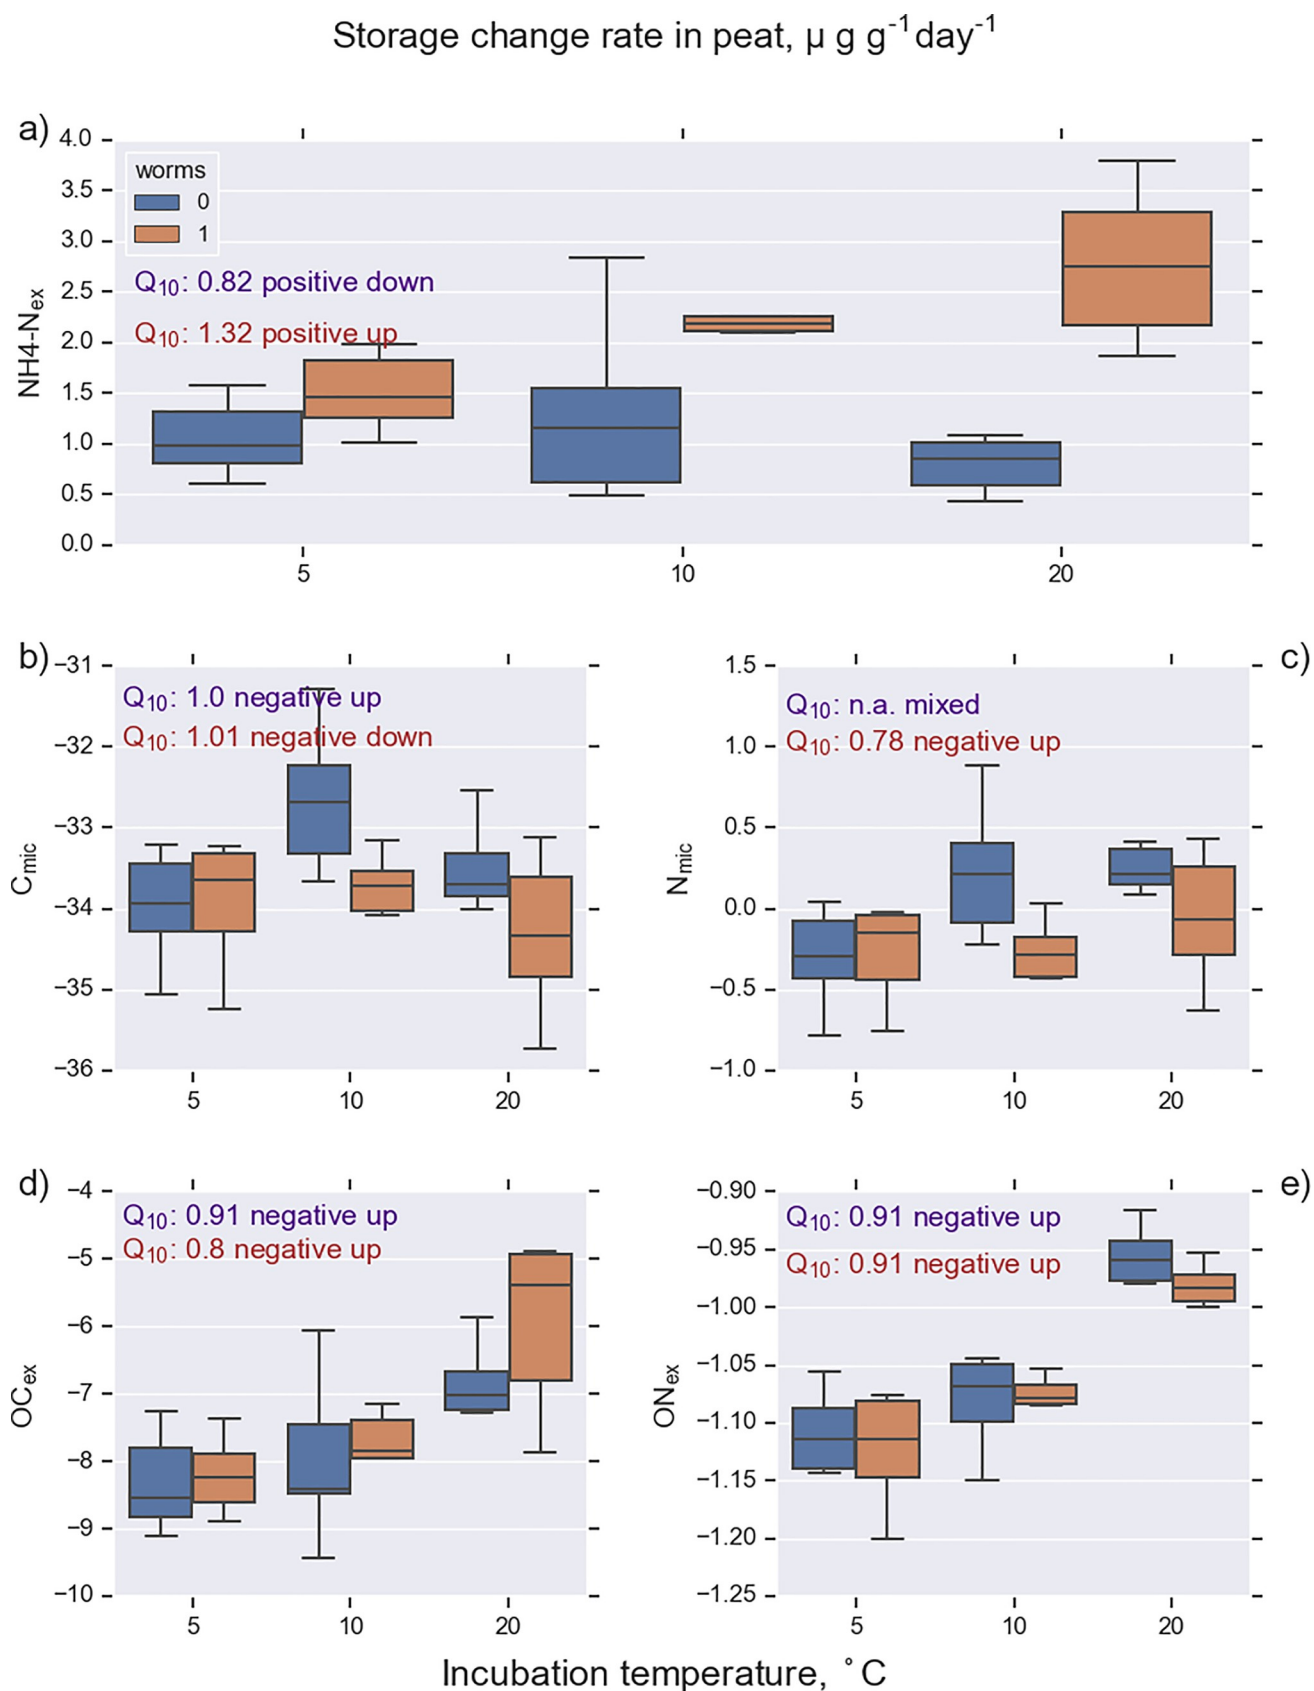 Storage change rate in peat, µ g g⁻¹ day⁻¹
a)
4.0
3.5
3.0
2.5
2.0
1.5
1.0
0.5
0.0
NH4-Nₑₓ
worms
0
1
Q₁₀: 0.82 positive down
Q₁₀: 1.32 positive up
5 10 20
b)
−31
−32
−33
−34
−35
−36
Cmic
Q₁₀: 1.0 negative up
Q₁₀: 1.01 negative down
5 10 20
c)
1.5
1.0
0.5
0.0
−0.5
−1.0
Nmic
Q₁₀: n.a. mixed
Q₁₀: 0.78 negative up
5 10 20
d)
−4
−5
−6
−7
−8
−9
−10
OCₑₓ
Q₁₀: 0.91 negative up
Q₁₀: 0.8 negative up
5 10 20
e)
−0.90
−0.95
−1.00
−1.05
−1.10
−1.15
−1.20
−1.25
ONₑₓ
Q₁₀: 0.91 negative up
Q₁₀: 0.91 negative up
5 10 20
Incubation temperature, °C